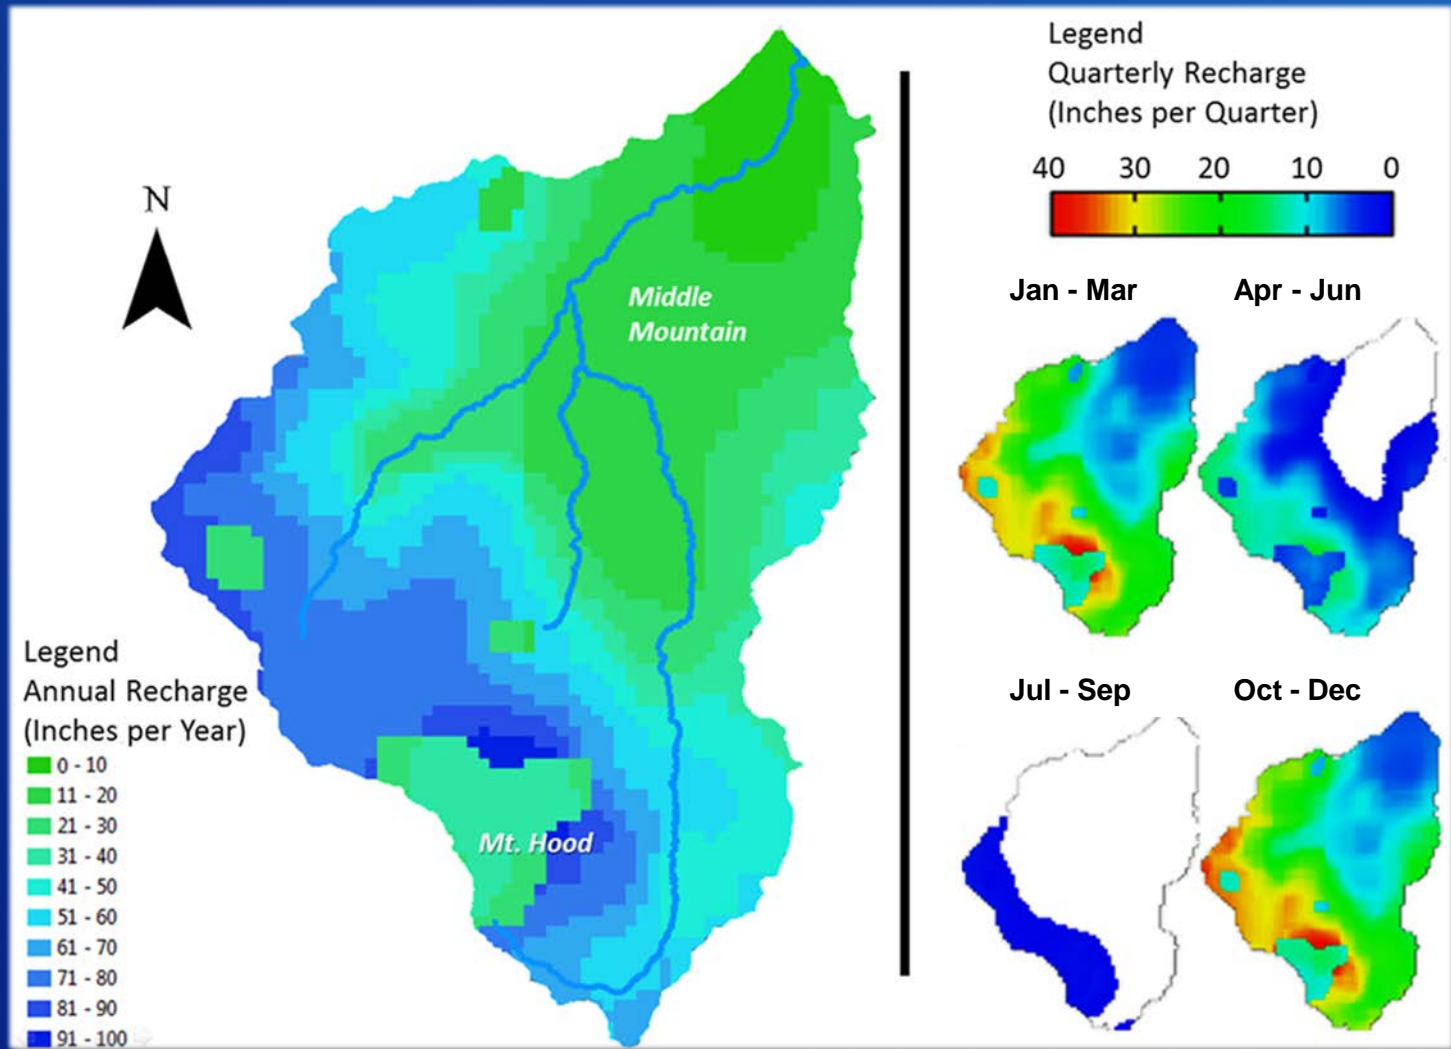 N
Middle
Mountain
Mt. Hood
Legend
Annual Recharge
(Inches per Year)
0 - 10
11 - 20
21 - 30
31 - 40
41 - 50
51 - 60
61 - 70
71 - 80
81 - 90
91 - 100
Legend
Quarterly Recharge
(Inches per Quarter)
40 30 20 10 0
Jan - Mar Apr - Jun
Jul - Sep Oct - Dec